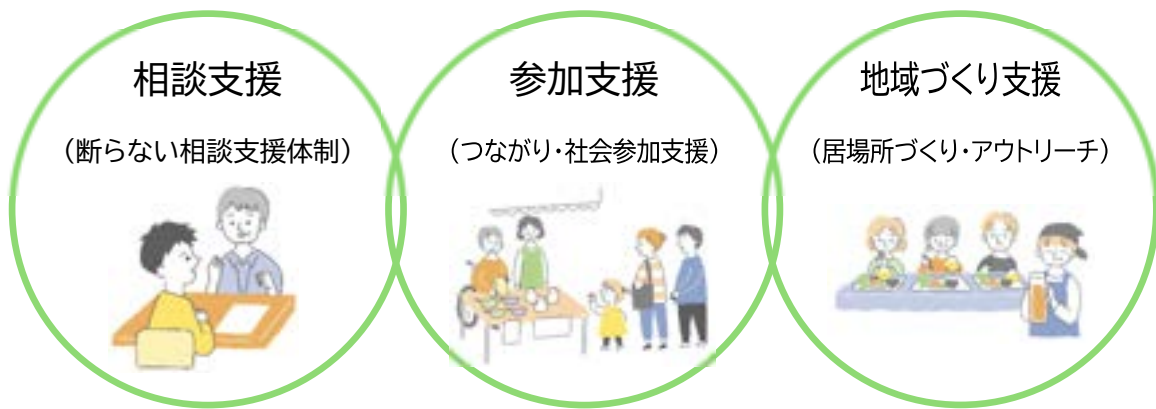 相談支援
（断らない相談支援体制）
参加支援
（つながり・社会参加支援）
地域づくり支援
（居場所づくり・アウトリーチ）